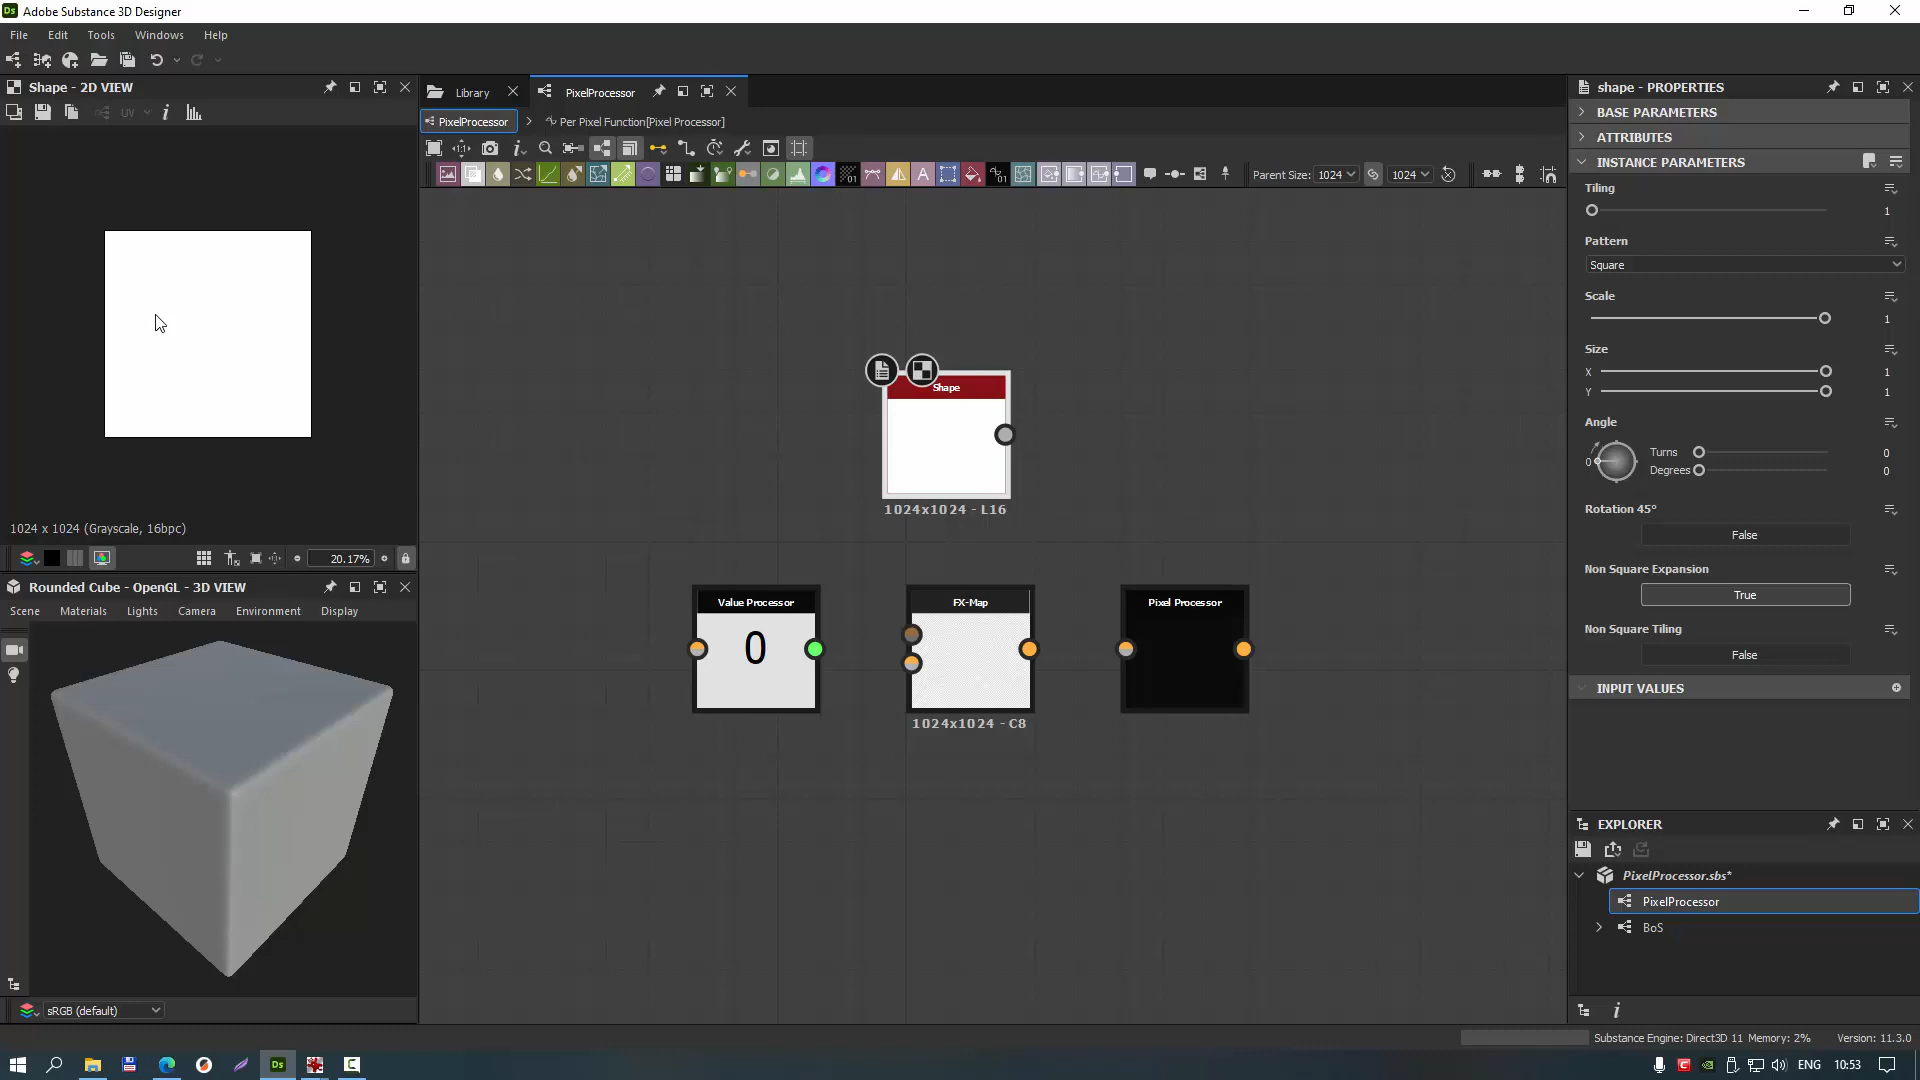 Ds Adobe Substance 3D Designer
File Edit Tools Windows Help
Shape - 2D VIEW
Library
PixelProcessor
PixelProcessor
Per Pixel Function[Pixel Processor]
UV
Parent Size: 1024
1024
Shape
1024x1024 - L16
Value Processor
0
FX-Map
1024x1024 - C8
Pixel Processor
1024 x 1024 (Grayscale, 16bpc)
20.17%
Rounded Cube - OpenGL - 3D VIEW
Scene Materials Lights Camera Environment Display
sRGB (default)
shape - PROPERTIES
BASE PARAMETERS
ATTRIBUTES
INSTANCE PARAMETERS
Tiling
1
Pattern
Square
Scale
1
Size
X 1
Y 1
Angle
0
Turns 0
Degrees 0
Rotation 45°
False
Non Square Expansion
True
Non Square Tiling
False
INPUT VALUES
EXPLORER
PixelProcessor.sbs*
PixelProcessor
BoS
Substance Engine: Direct3D 11 Memory: 2% Version: 11.3.0
Ds
ENG 10:53